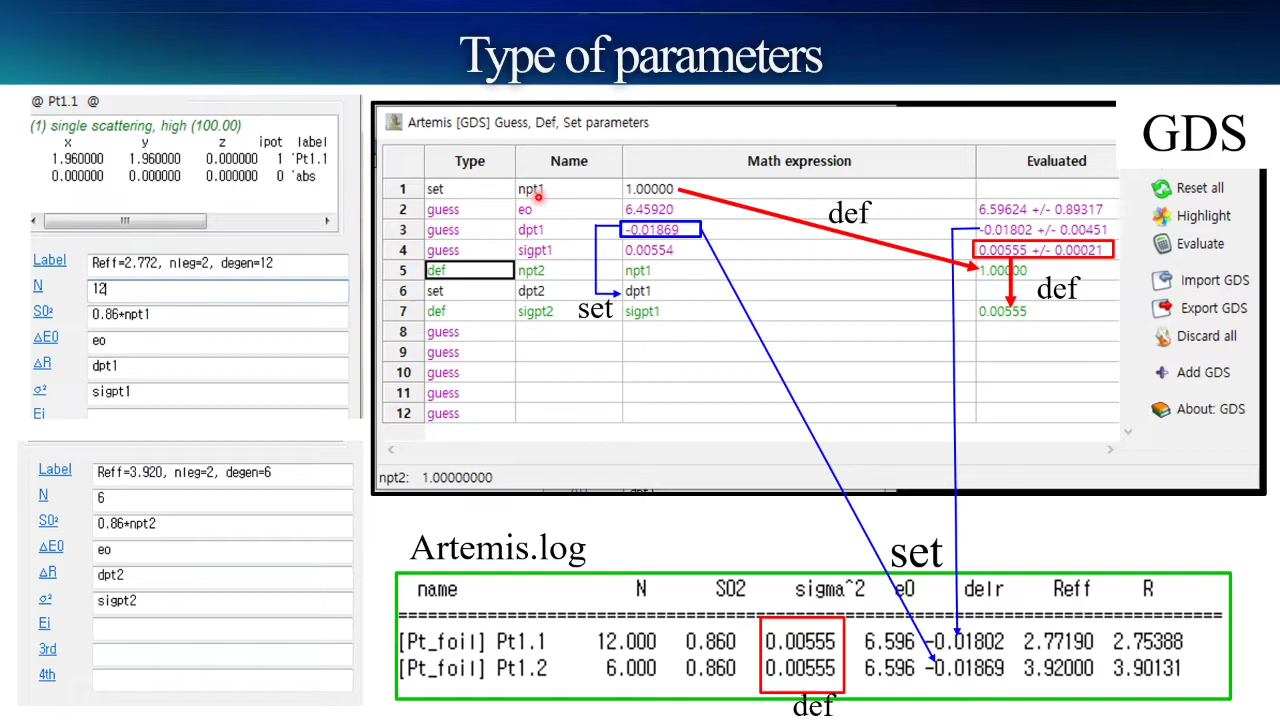 Type of parameters
@ Pt1.1 @
(1) single scattering, high (100.00)
x y z ipot label
1.960000 1.960000 0.000000 1 'Pt1.1
0.000000 0.000000 0.000000 0 'abs
Label Reff=2.772, nleg=2, degen=12
N 12
S0² 0.86*npt1
ΔE0 eo
ΔR dpt1
σ² sigpt1
Ei
Label Reff=3.920, nleg=2, degen=6
N 6
S0² 0.86*npt2
ΔE0 eo
ΔR dpt2
σ² sigpt2
Ei
3rd
4th
Artemis [GDS] Guess, Def, Set parameters
Type Name Math expression Evaluated
1 set npt1 1.00000
2 guess eo 6.45920 6.59624 +/- 0.89317
3 guess dpt1 -0.01869 -0.01802 +/- 0.00451
4 guess sigpt1 0.00554 0.00555 +/- 0.00021
5 def npt2 npt1 1.00000
6 set dpt2 dpt1
7 def sigpt2 sigpt1 0.00555
8 guess
9 guess
10 guess
11 guess
12 guess
def
def
set
npt2: 1.00000000
GDS
Reset all
Highlight
Evaluate
Import GDS
Export GDS
Discard all
Add GDS
About: GDS
Artemis.log
set
name N S02 sigma^2 e0 delr Reff R
================================================
[Pt_foil] Pt1.1 12.000 0.860 0.00555 6.596 -0.01802 2.77190 2.75388
[Pt_foil] Pt1.2 6.000 0.860 0.00555 6.596 -0.01869 3.92000 3.90131
def